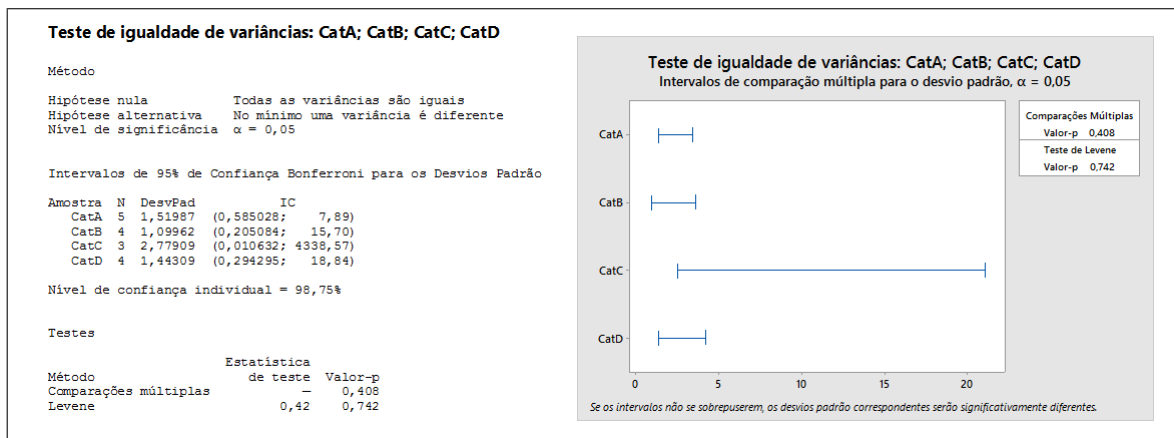 Teste de igualdade de variâncias: CatA; CatB; CatC; CatD
Método
Hipótese nula Todas as variâncias são iguais
Hipótese alternativa No mínimo uma variância é diferente
Nível de significância α = 0,05
Intervalos de 95% de Confiança Bonferroni para os Desvios Padrão
Amostra N DesvPad IC
CatA 5 1,51987 (0,585028; 7,89)
CatB 4 1,09962 (0,205084; 15,70)
CatC 3 2,77909 (0,010632; 4338,57)
CatD 4 1,44309 (0,294295; 18,84)
Nível de confiança individual = 98,75%
Testes
Estatística
Método de teste Valor-p
Comparações múltiplas — 0,408
Levene 0,42 0,742
Teste de igualdade de variâncias: CatA; CatB; CatC; CatD
Intervalos de comparação múltipla para o desvio padrão, α = 0,05
CatA
CatB
CatC
CatD
0 5 10 15 20
Comparações Múltiplas
Valor-p 0,408
Teste de Levene
Valor-p 0,742
Se os intervalos não se sobrepuserem, os desvios padrão correspondentes serão significativamente diferentes.